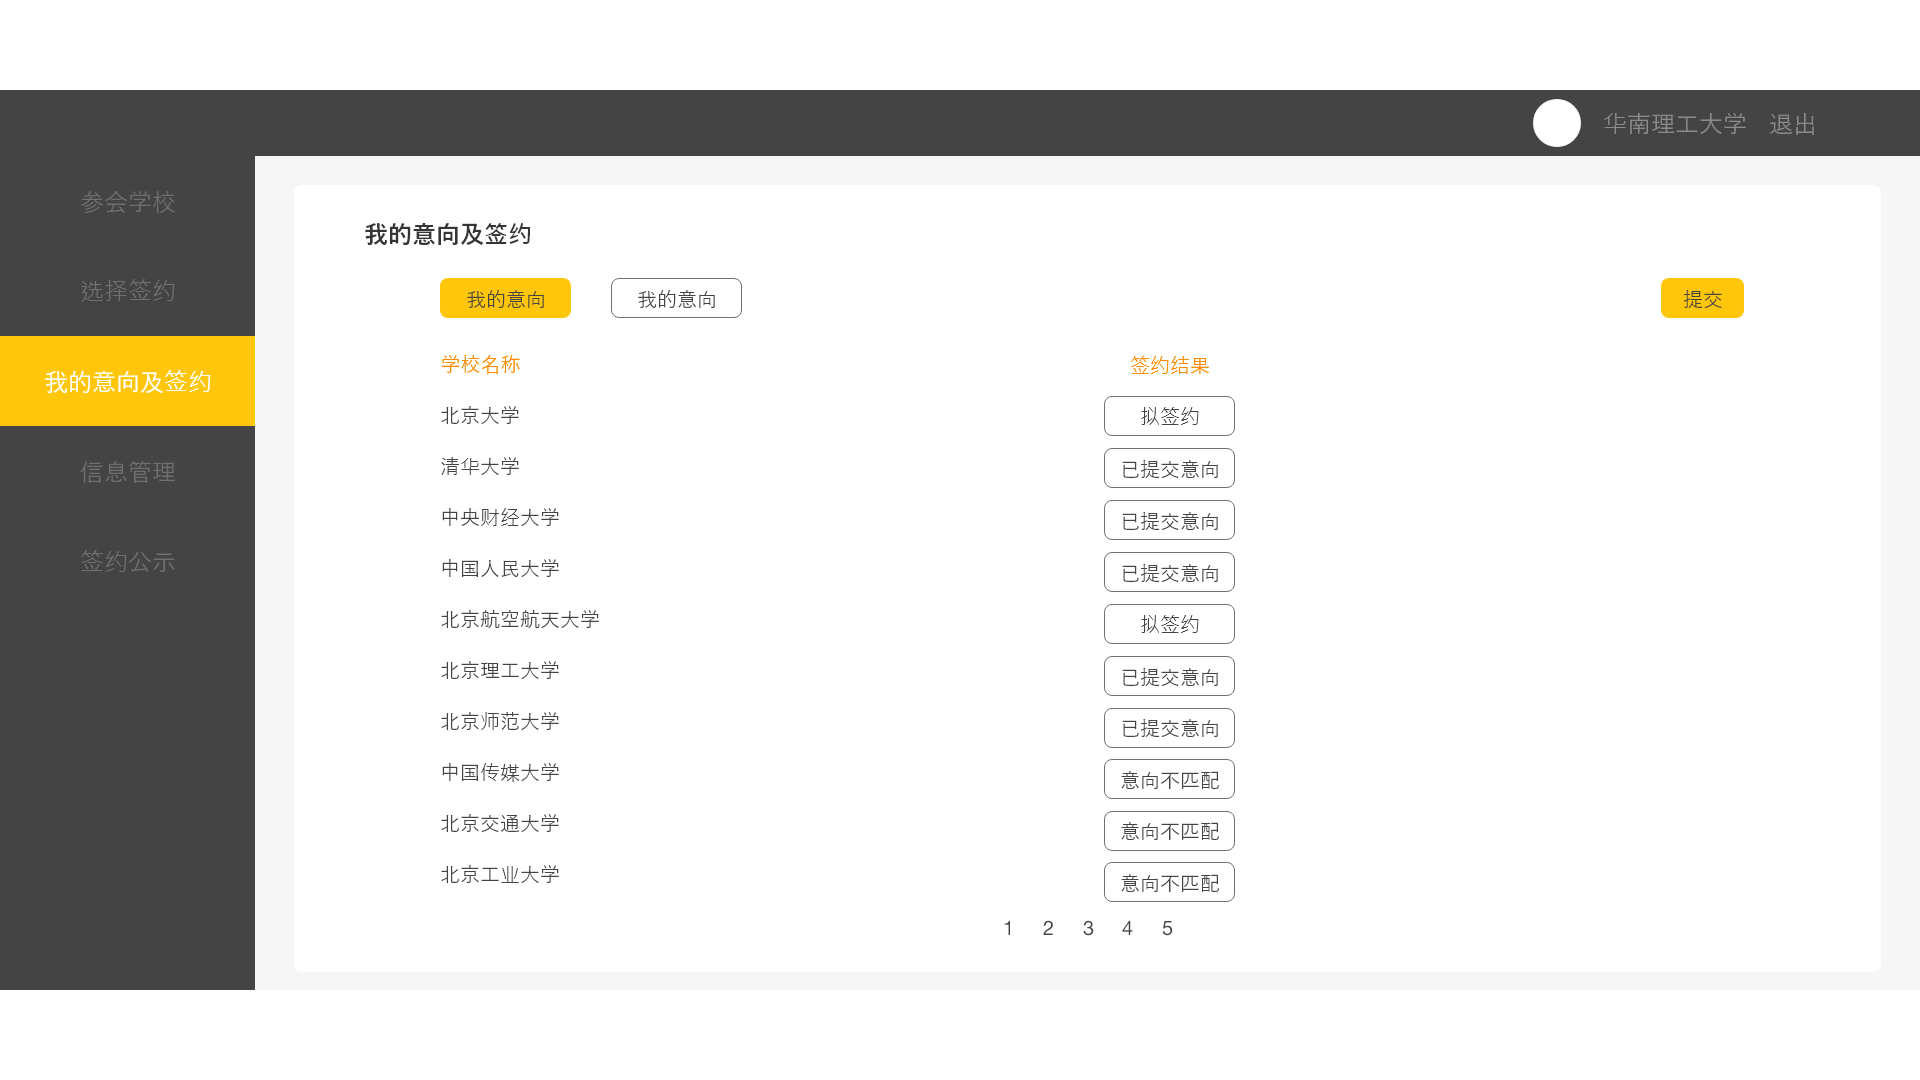 华南理工大学 退出
参会学校
选择签约
我的意向及签约
信息管理
签约公示
我的意向及签约
我的意向 我的意向 提交
学校名称 签约结果
北京大学 拟签约
清华大学 已提交意向
中央财经大学 已提交意向
中国人民大学 已提交意向
北京航空航天大学 拟签约
北京理工大学 已提交意向
北京师范大学 已提交意向
中国传媒大学 意向不匹配
北京交通大学 意向不匹配
北京工业大学 意向不匹配
1 2 3 4 5